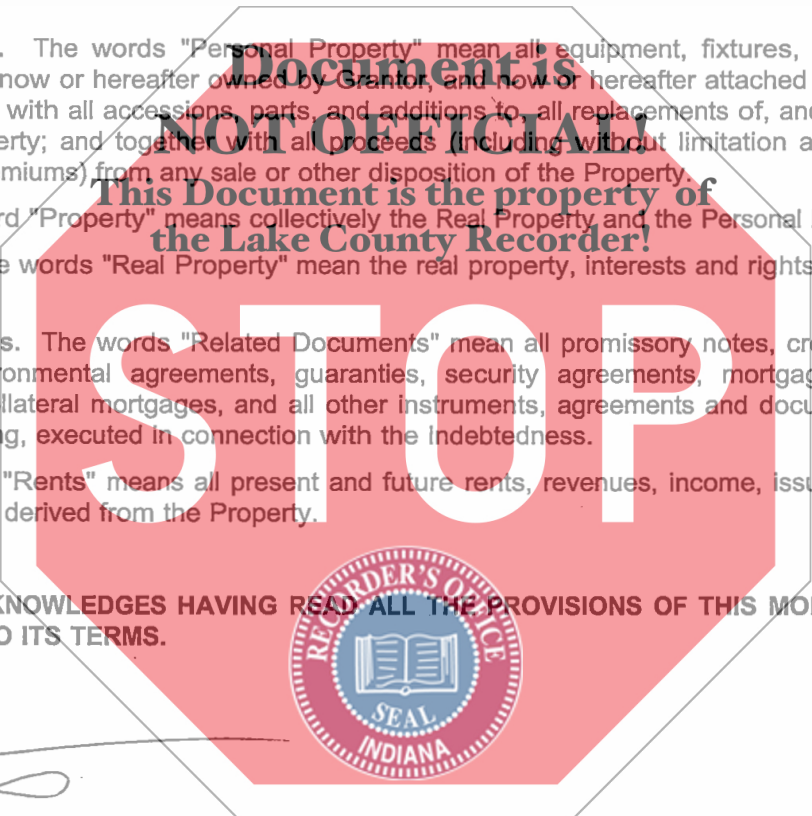 . The words "Personal Property" mean all equipment, fixtures,
Document is
now or hereafter owned by Grantor, and now or hereafter attached
with all accessions, parts, and additions to, all replacements of, an
NOT OFFICIAL!
erty; and together with all proceeds (including without limitation a
miums) from any sale or other disposition of the Property.
This Document is the property of
rd "Property" means collectively the Real Property and the Personal
the Lake County Recorder!
e words "Real Property" mean the real property, interests and rights
STOP
s. The words "Related Documents" mean all promissory notes, cre
onmental agreements, guaranties, security agreements, mortgag
llateral mortgages, and all other instruments, agreements and docu
ng, executed in connection with the Indebtedness.
"Rents" means all present and future rents, revenues, income, issu
derived from the Property.
RECORDER'S OFFICE
KNOWLEDGES HAVING READ ALL THE PROVISIONS OF THIS MO
O ITS TERMS.
SEAL
INDIANA